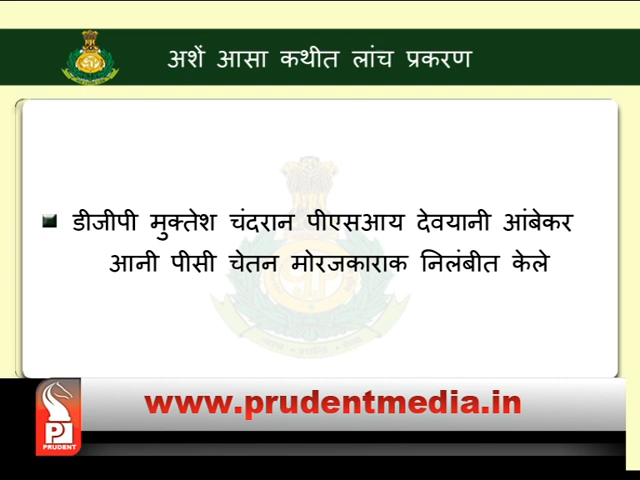 अशें आसा कथीत लांच प्रकरण
डीजीपी मुक्तेश चंदरान पीएसआय देवयानी आंबेकर
आनी पीसी चेतन मोरजकाराक निलंबीत केले
www.prudentmedia.in
PRUDENT